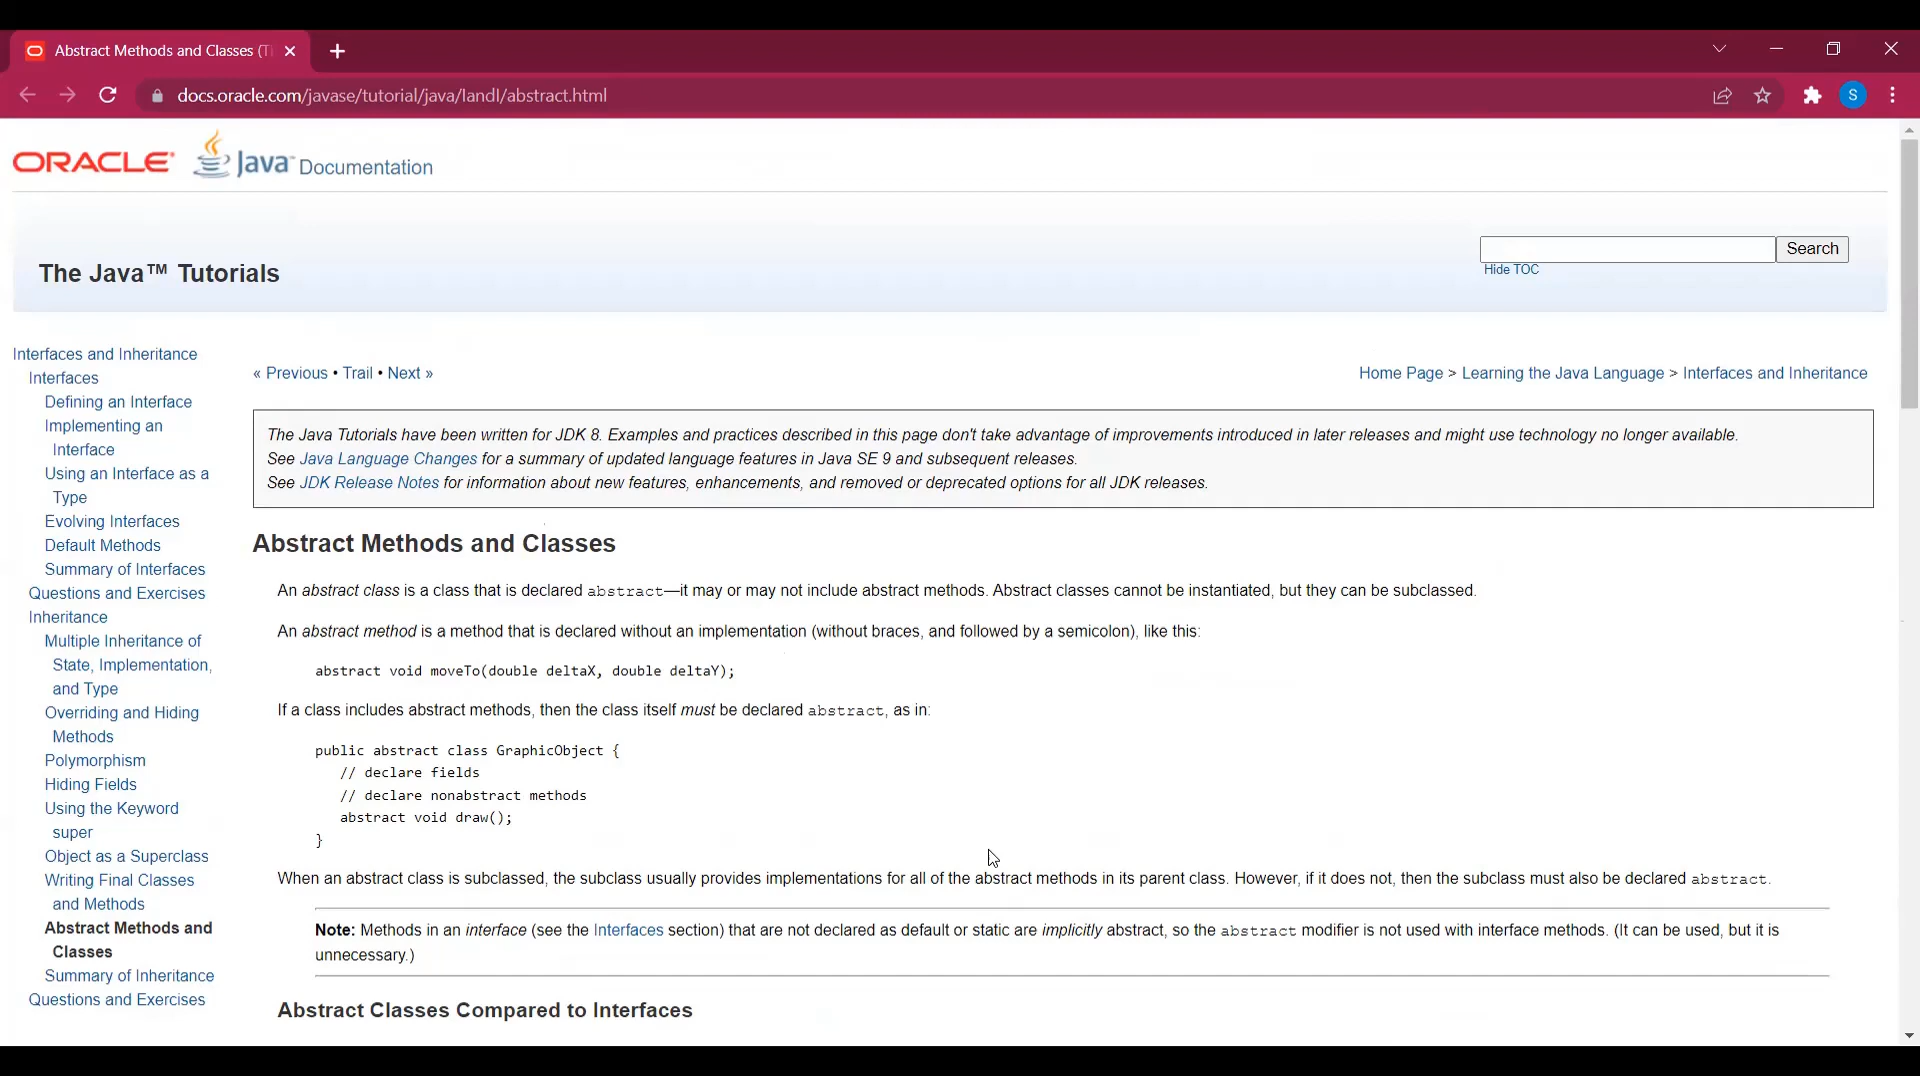 Abstract Methods and Classes (T
docs.oracle.com/javase/tutorial/java/IandI/abstract.html
S
ORACLE Java Documentation
The Java™ Tutorials
Search
Hide TOC
Interfaces and Inheritance
Interfaces
Defining an Interface
Implementing an
Interface
Using an Interface as a
Type
Evolving Interfaces
Default Methods
Summary of Interfaces
Questions and Exercises
Inheritance
Multiple Inheritance of
State, Implementation,
and Type
Overriding and Hiding
Methods
Polymorphism
Hiding Fields
Using the Keyword
super
Object as a Superclass
Writing Final Classes
and Methods
Abstract Methods and
Classes
Summary of Inheritance
Questions and Exercises
« Previous • Trail • Next »
Home Page > Learning the Java Language > Interfaces and Inheritance
The Java Tutorials have been written for JDK 8. Examples and practices described in this page don't take advantage of improvements introduced in later releases and might use technology no longer available.
See Java Language Changes for a summary of updated language features in Java SE 9 and subsequent releases.
See JDK Release Notes for information about new features, enhancements, and removed or deprecated options for all JDK releases.
Abstract Methods and Classes
An abstract class is a class that is declared abstract—it may or may not include abstract methods. Abstract classes cannot be instantiated, but they can be subclassed.
An abstract method is a method that is declared without an implementation (without braces, and followed by a semicolon), like this:
abstract void moveTo(double deltaX, double deltaY);
If a class includes abstract methods, then the class itself must be declared abstract, as in:
public abstract class GraphicObject {
// declare fields
// declare nonabstract methods
abstract void draw();
}
When an abstract class is subclassed, the subclass usually provides implementations for all of the abstract methods in its parent class. However, if it does not, then the subclass must also be declared abstract.
Note: Methods in an interface (see the Interfaces section) that are not declared as default or static are implicitly abstract, so the abstract modifier is not used with interface methods. (It can be used, but it is
unnecessary.)
Abstract Classes Compared to Interfaces